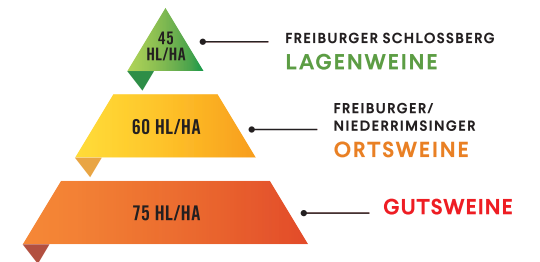 45
HL/HA
FREIBURGER SCHLOSSBERG
LAGENWEINE
60 HL/HA
FREIBURGER/
NIEDERRIMSINGER
ORTSWEINE
75 HL/HA
GUTSWEINE